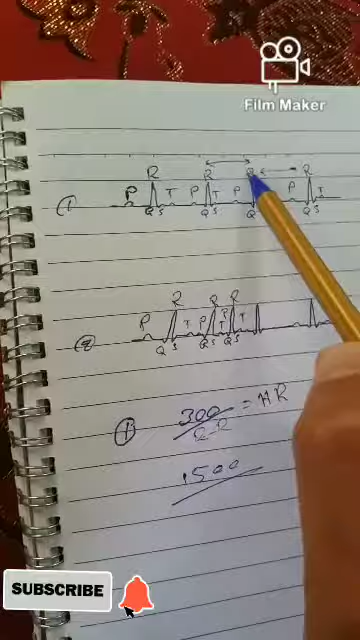 Film Maker
R R R R
P T P T P P T
① Q S Q S Q Q S
R R R
P T P P T
② Q S Q S Q S
① 300 = HR
R-R
1500
SUBSCRIBE